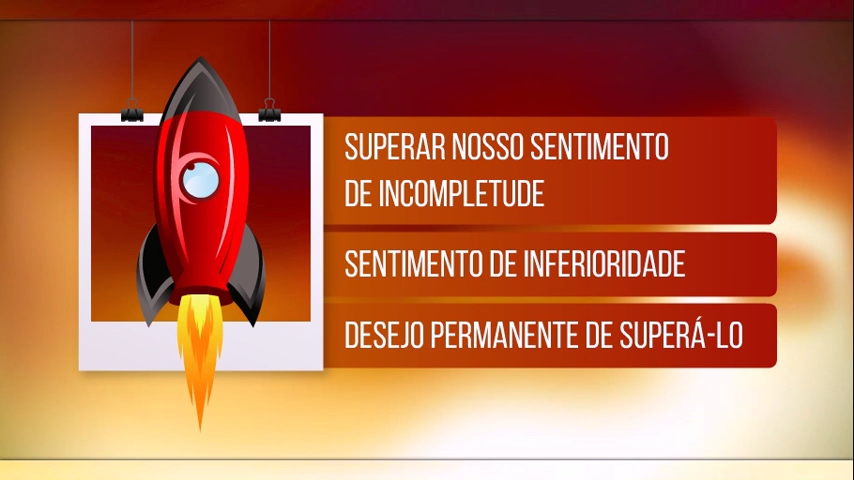 SUPERAR NOSSO SENTIMENTO
DE INCOMPLETUDE
SENTIMENTO DE INFERIORIDADE
DESEJO PERMANENTE DE SUPERÁ-LO